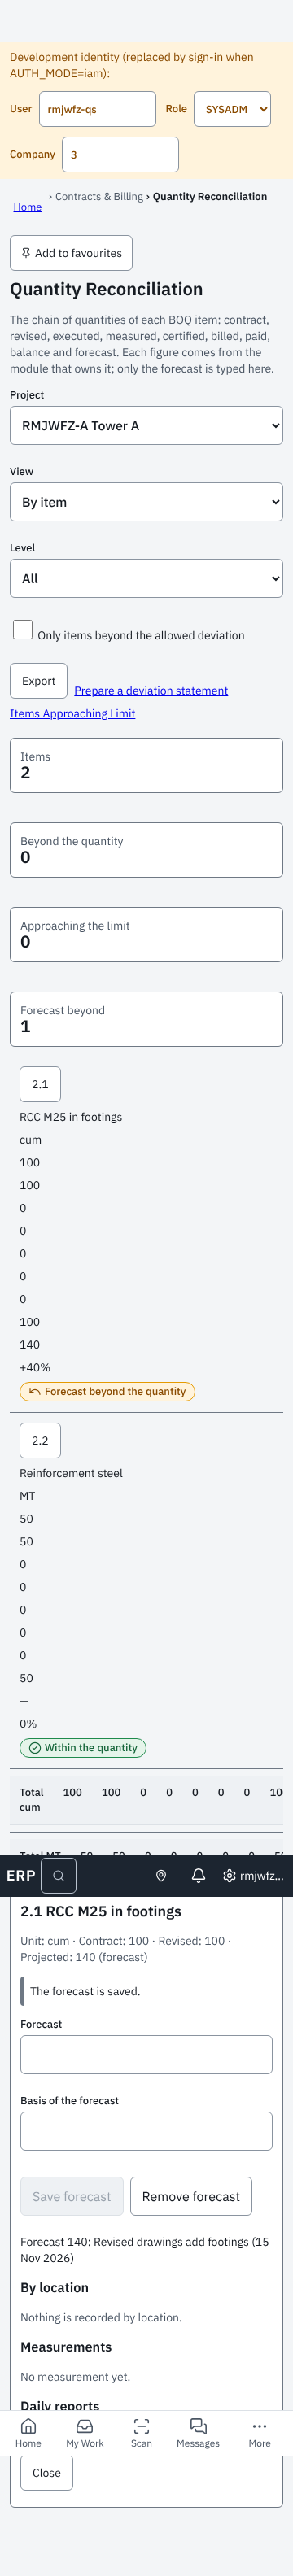 Development identity (replaced by sign-in when
AUTH_MODE=iam):
User rmjwfz-qs Role SYSADM
Company 3
Home › Contracts & Billing › Quantity Reconciliation
Add to favourites
Quantity Reconciliation
The chain of quantities of each BOQ item: contract,
revised, executed, measured, certified, billed, paid,
balance and forecast. Each figure comes from the
module that owns it; only the forecast is typed here.
Project
RMJWFZ-A Tower A
View
By item
Level
All
Only items beyond the allowed deviation
Export Prepare a deviation statement
Items Approaching Limit
Items
2
Beyond the quantity
0
Approaching the limit
0
Forecast beyond
1
2.1
RCC M25 in footings
cum
100
100
0
0
0
0
0
100
140
+40%
Forecast beyond the quantity
2.2
Reinforcement steel
MT
50
50
0
0
0
0
0
50
—
0%
Within the quantity
Total 100 100 0 0 0 0 0
cum
ERP rmjwfz...
2.1 RCC M25 in footings
Unit: cum · Contract: 100 · Revised: 100 ·
Projected: 140 (forecast)
The forecast is saved.
Forecast
Basis of the forecast
Save forecast Remove forecast
Forecast 140: Revised drawings add footings (15
Nov 2026)
By location
Nothing is recorded by location.
Measurements
No measurement yet.
Daily reports
Home My Work Scan Messages More
Close